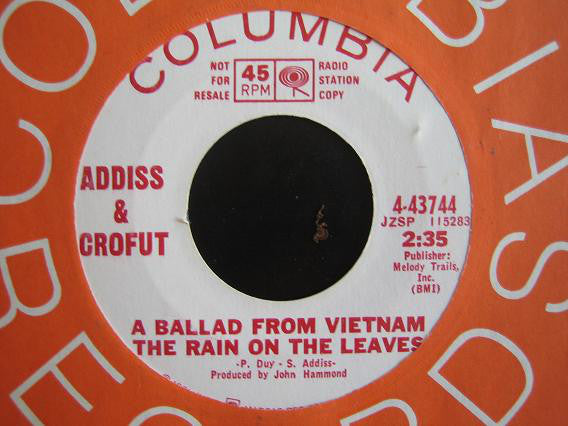 COLUMBIA
NOT
FOR
RESALE
45
RPM
RADIO
STATION
COPY
ADDISS
&
CROFUT
4-43744
JZSP 115283
2:35
Publisher:
Melody Trails,
Inc.
(BMI)
A BALLAD FROM VIETNAM
THE RAIN ON THE LEAVES
-P. Duy - S. Addiss-
Produced by John Hammond